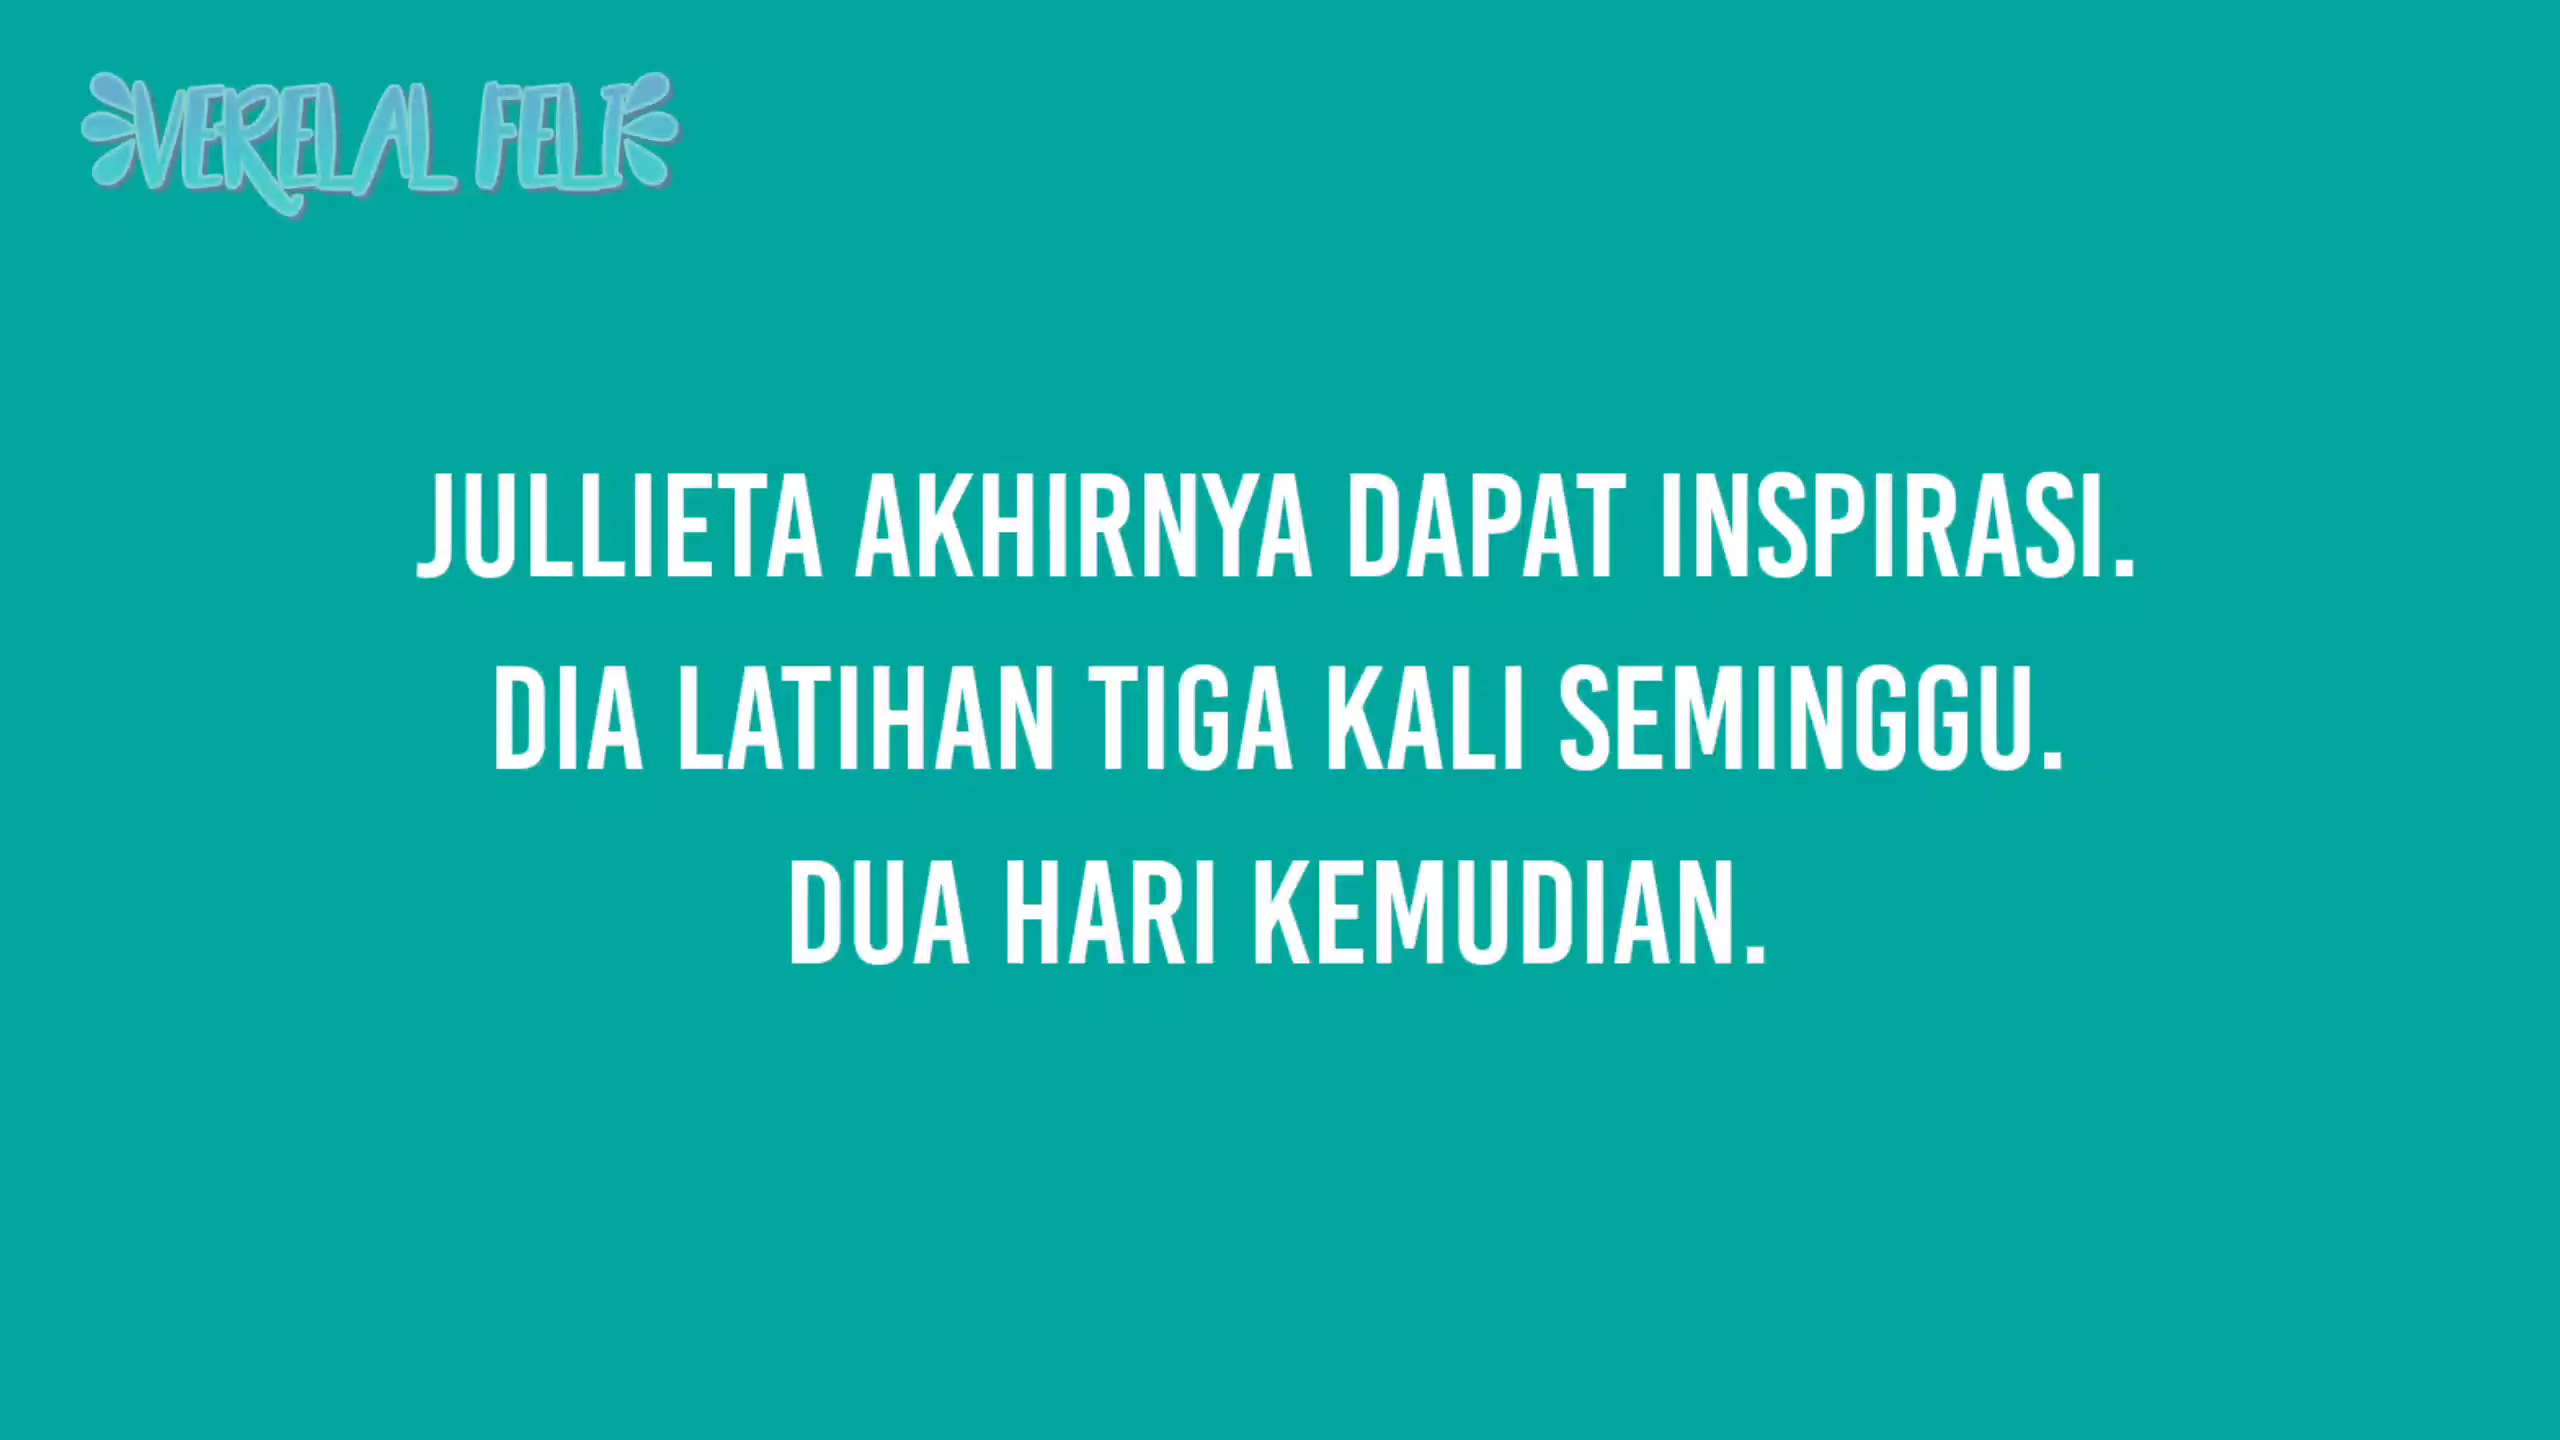 VERELAL FELI
JULLIETA AKHIRNYA DAPAT INSPIRASI.
DIA LATIHAN TIGA KALI SEMINGGU.
DUA HARI KEMUDIAN.